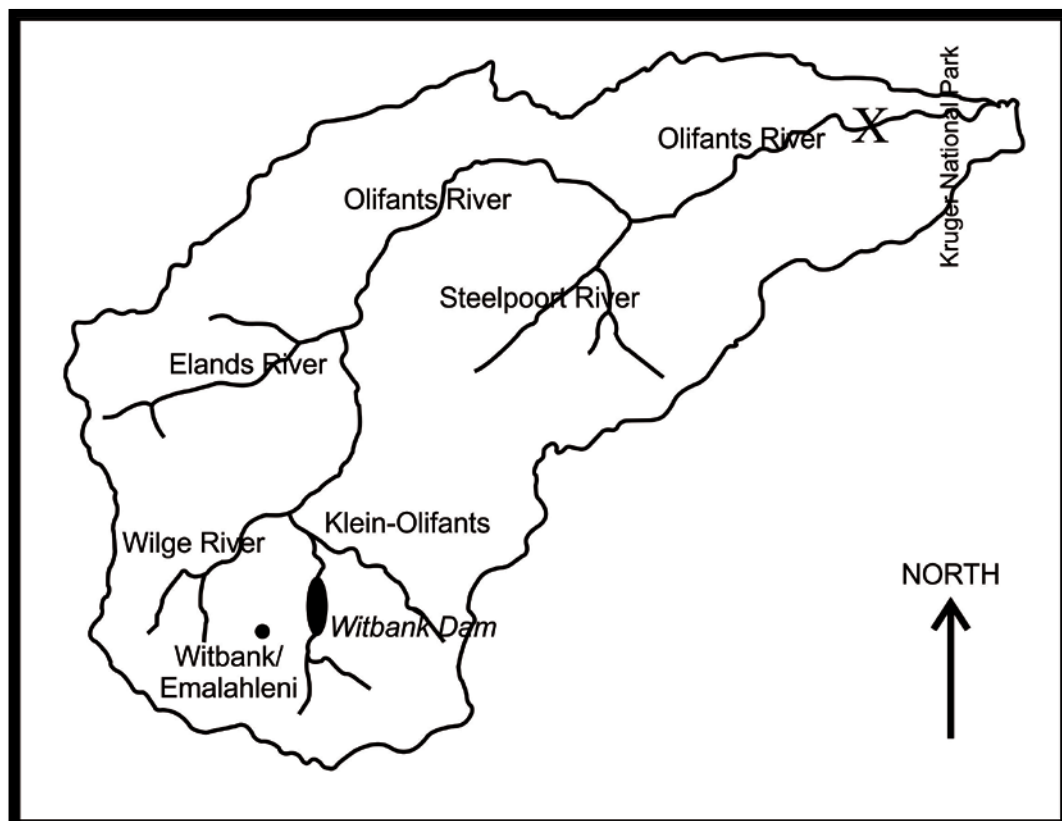 Kruger National Park
X
Olifants River
Olifants River
Steelpoort River
Elands River
Klein-Olifants
Wilge River
NORTH
Witbank Dam
Witbank/
Emalahleni